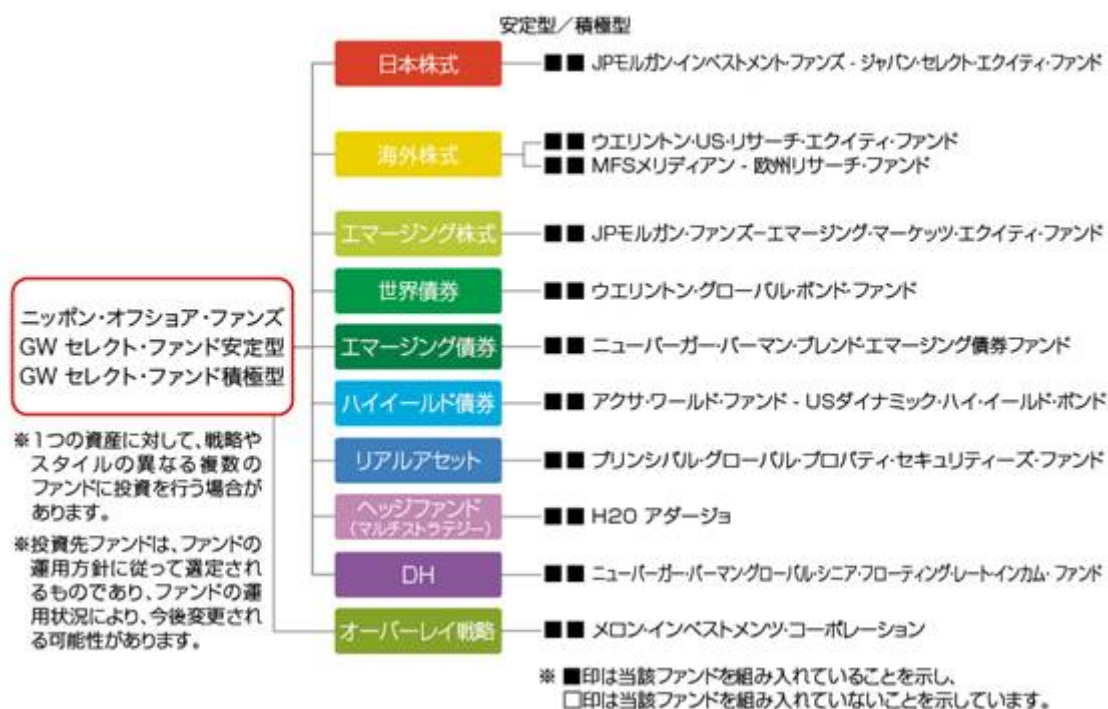 安定型／積極型
日本株式
■ ■ JPモルガン・インベストメント・ファンズ - ジャパン・セレクト・エクイティ・ファンド
海外株式
■ ■ ウエリントン・US・リサーチ・エクイティ・ファンド
■ ■ MFSメリディアン - 欧州リサーチ・ファンド
エマージング株式
■ ■ JPモルガン・ファンズ−エマージング・マーケッツ・エクイティ・ファンド
世界債券
■ ■ ウエリントン・グローバル・ボンド・ファンド
エマージング債券
■ ■ ニューバーガー・バーマン・ブレンド・エマージング債券ファンド
ハイイールド債券
■ ■ アクサ・ワールド・ファンド - USダイナミック・ハイ・イールド・ボンド
リアルアセット
■ ■ プリンシパル・グローバル・プロパティ・セキュリティーズ・ファンド
ヘッジファンド
（マルチストラテジー）
■ ■ H2O アダージョ
DH
■ ■ ニューバーガー・バーマングローバル・シニア・フローティング・レートインカム・ファンド
オーバーレイ戦略
■ ■ メロン・インベストメンツ・コーポレーション
ニッポン・オフショア・ファンズ
GW セレクト・ファンド安定型
GW セレクト・ファンド積極型
※1つの資産に対して、戦略や
スタイルの異なる複数の
ファンドに投資を行う場合が
あります。
※投資先ファンドは、ファンドの
運用方針に従って選定され
るものであり、ファンドの運
用状況により、今後変更され
る可能性があります。
※ ■印は当該ファンドを組み入れていることを示し、
□印は当該ファンドを組み入れていないことを示しています。